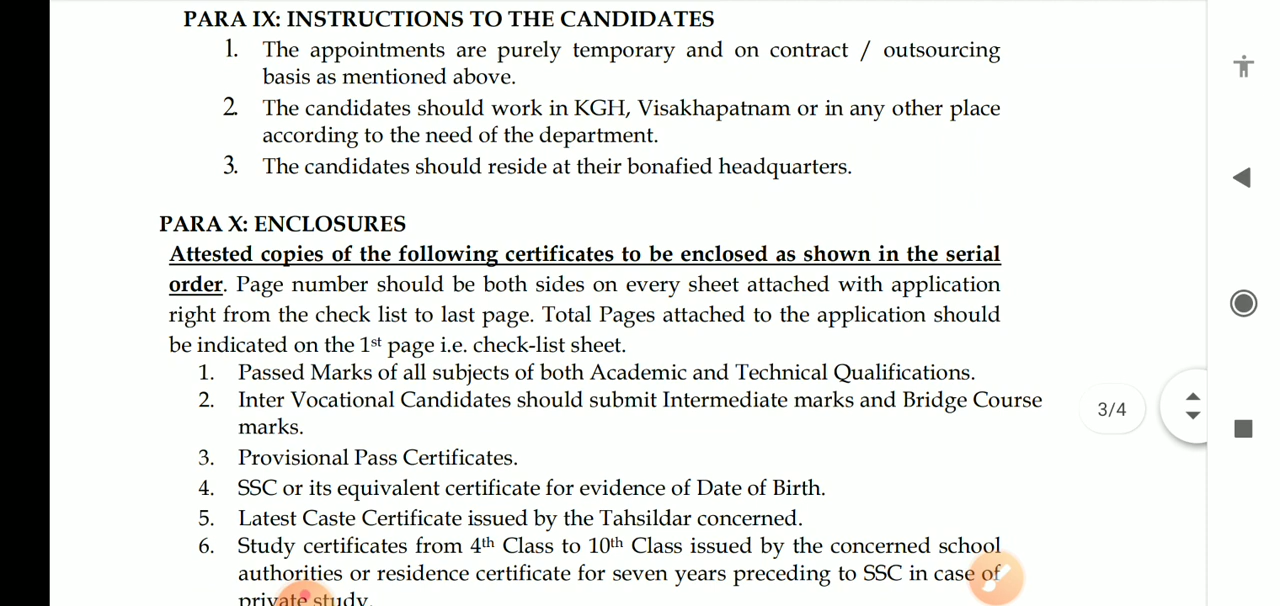 PARA IX: INSTRUCTIONS TO THE CANDIDATES
1. The appointments are purely temporary and on contract / outsourcing
basis as mentioned above.
2. The candidates should work in KGH, Visakhapatnam or in any other place
according to the need of the department.
3. The candidates should reside at their bonafied headquarters.
PARA X: ENCLOSURES
Attested copies of the following certificates to be enclosed as shown in the serial
order. Page number should be both sides on every sheet attached with application
right from the check list to last page. Total Pages attached to the application should
be indicated on the 1st page i.e. check-list sheet.
1. Passed Marks of all subjects of both Academic and Technical Qualifications.
2. Inter Vocational Candidates should submit Intermediate marks and Bridge Course
marks.
3/4
3. Provisional Pass Certificates.
4. SSC or its equivalent certificate for evidence of Date of Birth.
5. Latest Caste Certificate issued by the Tahsildar concerned.
6. Study certificates from 4th Class to 10th Class issued by the concerned school
authorities or residence certificate for seven years preceding to SSC in case of
private study.